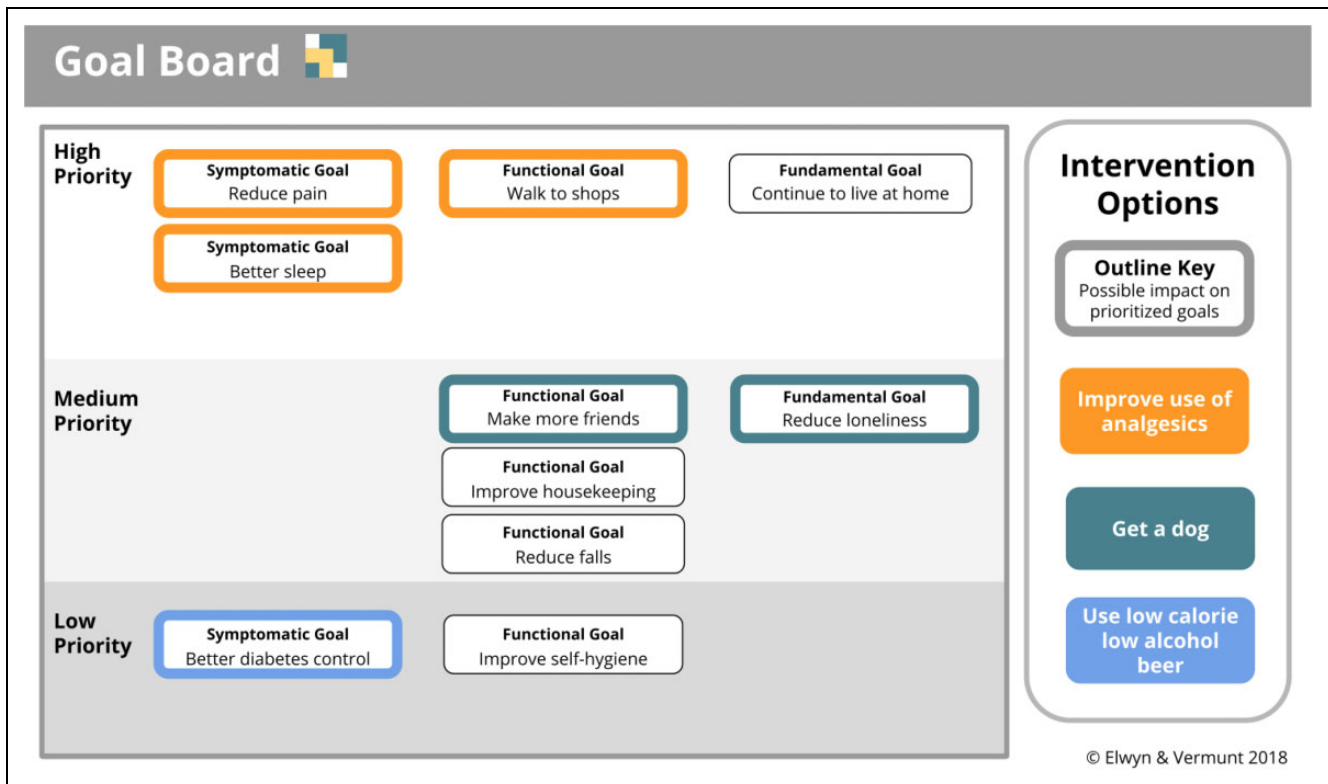 Goal Board
High
Priority
Symptomatic Goal
Reduce pain
Functional Goal
Walk to shops
Fundamental Goal
Continue to live at home
Symptomatic Goal
Better sleep
Medium
Priority
Functional Goal
Make more friends
Fundamental Goal
Reduce loneliness
Functional Goal
Improve housekeeping
Functional Goal
Reduce falls
Low
Priority
Symptomatic Goal
Better diabetes control
Functional Goal
Improve self-hygiene
Intervention
Options
Outline Key
Possible impact on
prioritized goals
Improve use of
analgesics
Get a dog
Use low calorie
low alcohol
beer
© Elwyn & Vermunt 2018